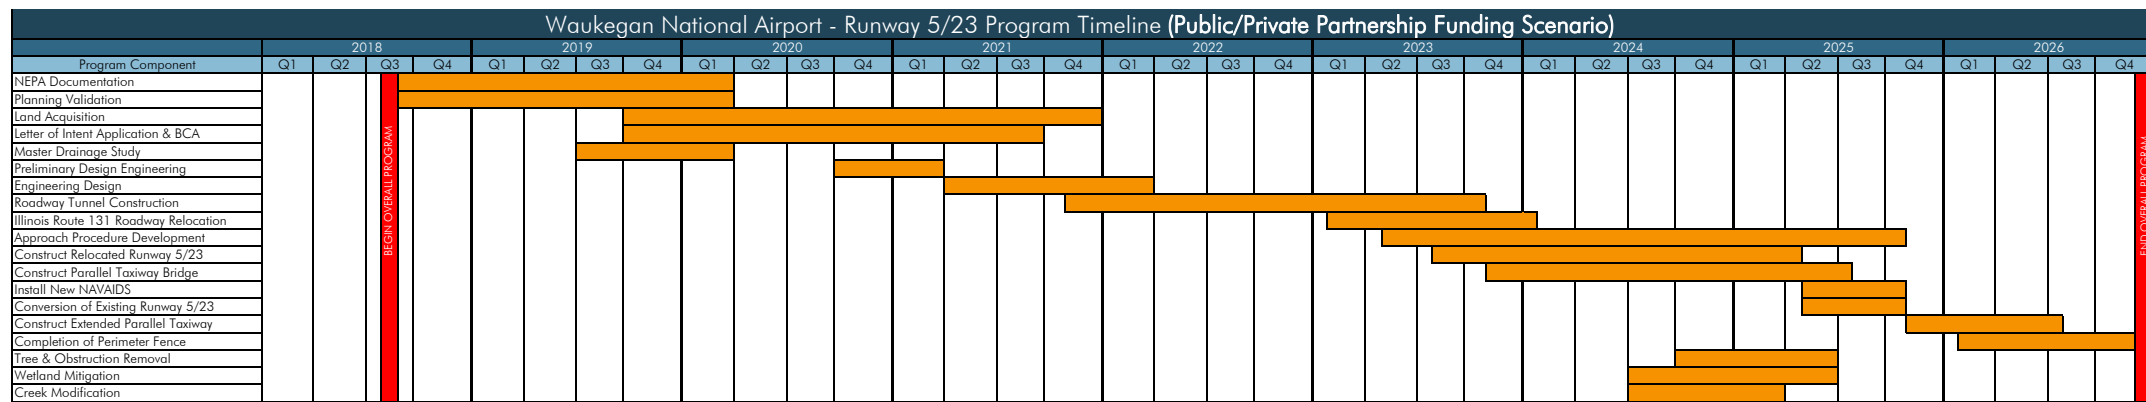 Waukegan National Airport - Runway 5/23 Program Timeline (Public/Private Partnership Funding Scenario)
2018 2019 2020 2021 2022 2023 2024 2025 2026
Program Component Q1 Q2 Q3 Q4 Q1 Q2 Q3 Q4 Q1 Q2 Q3 Q4 Q1 Q2 Q3 Q4 Q1 Q2 Q3 Q4 Q1 Q2 Q3 Q4 Q1 Q2 Q3 Q4 Q1 Q2 Q3 Q4 Q1 Q2 Q3 Q4
NEPA Documentation
Planning Validation
Land Acquisition
Letter of Intent Application & BCA
Master Drainage Study
Preliminary Design Engineering
Engineering Design
Roadway Tunnel Construction
Illinois Route 131 Roadway Relocation
Approach Procedure Development
Construct Relocated Runway 5/23
Construct Parallel Taxiway Bridge
Install New NAVAIDS
Conversion of Existing Runway 5/23
Construct Extended Parallel Taxiway
Completion of Perimeter Fence
Tree & Obstruction Removal
Wetland Mitigation
Creek Modification
BEGIN OVERALL PROGRAM
END OVERALL PROGRAM